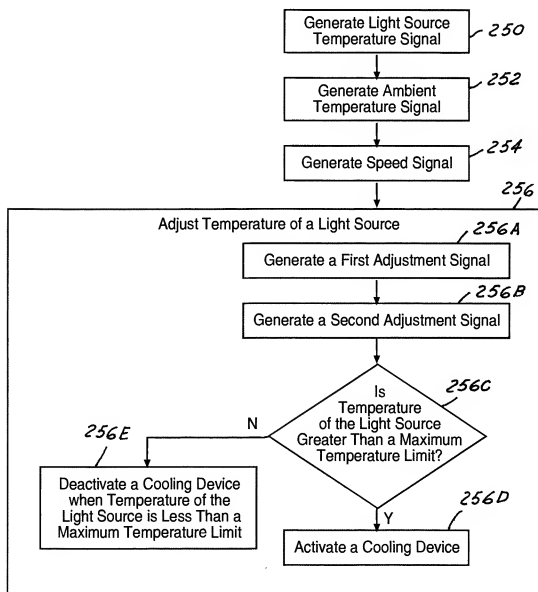 Generate Light Source
Temperature Signal
250
Generate Ambient
Temperature Signal
252
Generate Speed Signal
254
256
Adjust Temperature of a Light Source
256A
Generate a First Adjustment Signal
256B
Generate a Second Adjustment Signal
Is
Temperature
of the Light Source
Greater Than a Maximum
Temperature Limit?
256C
N
256E
Deactivate a Cooling Device
when Temperature of the
Light Source is Less Than a
Maximum Temperature Limit
Y
256D
Activate a Cooling Device